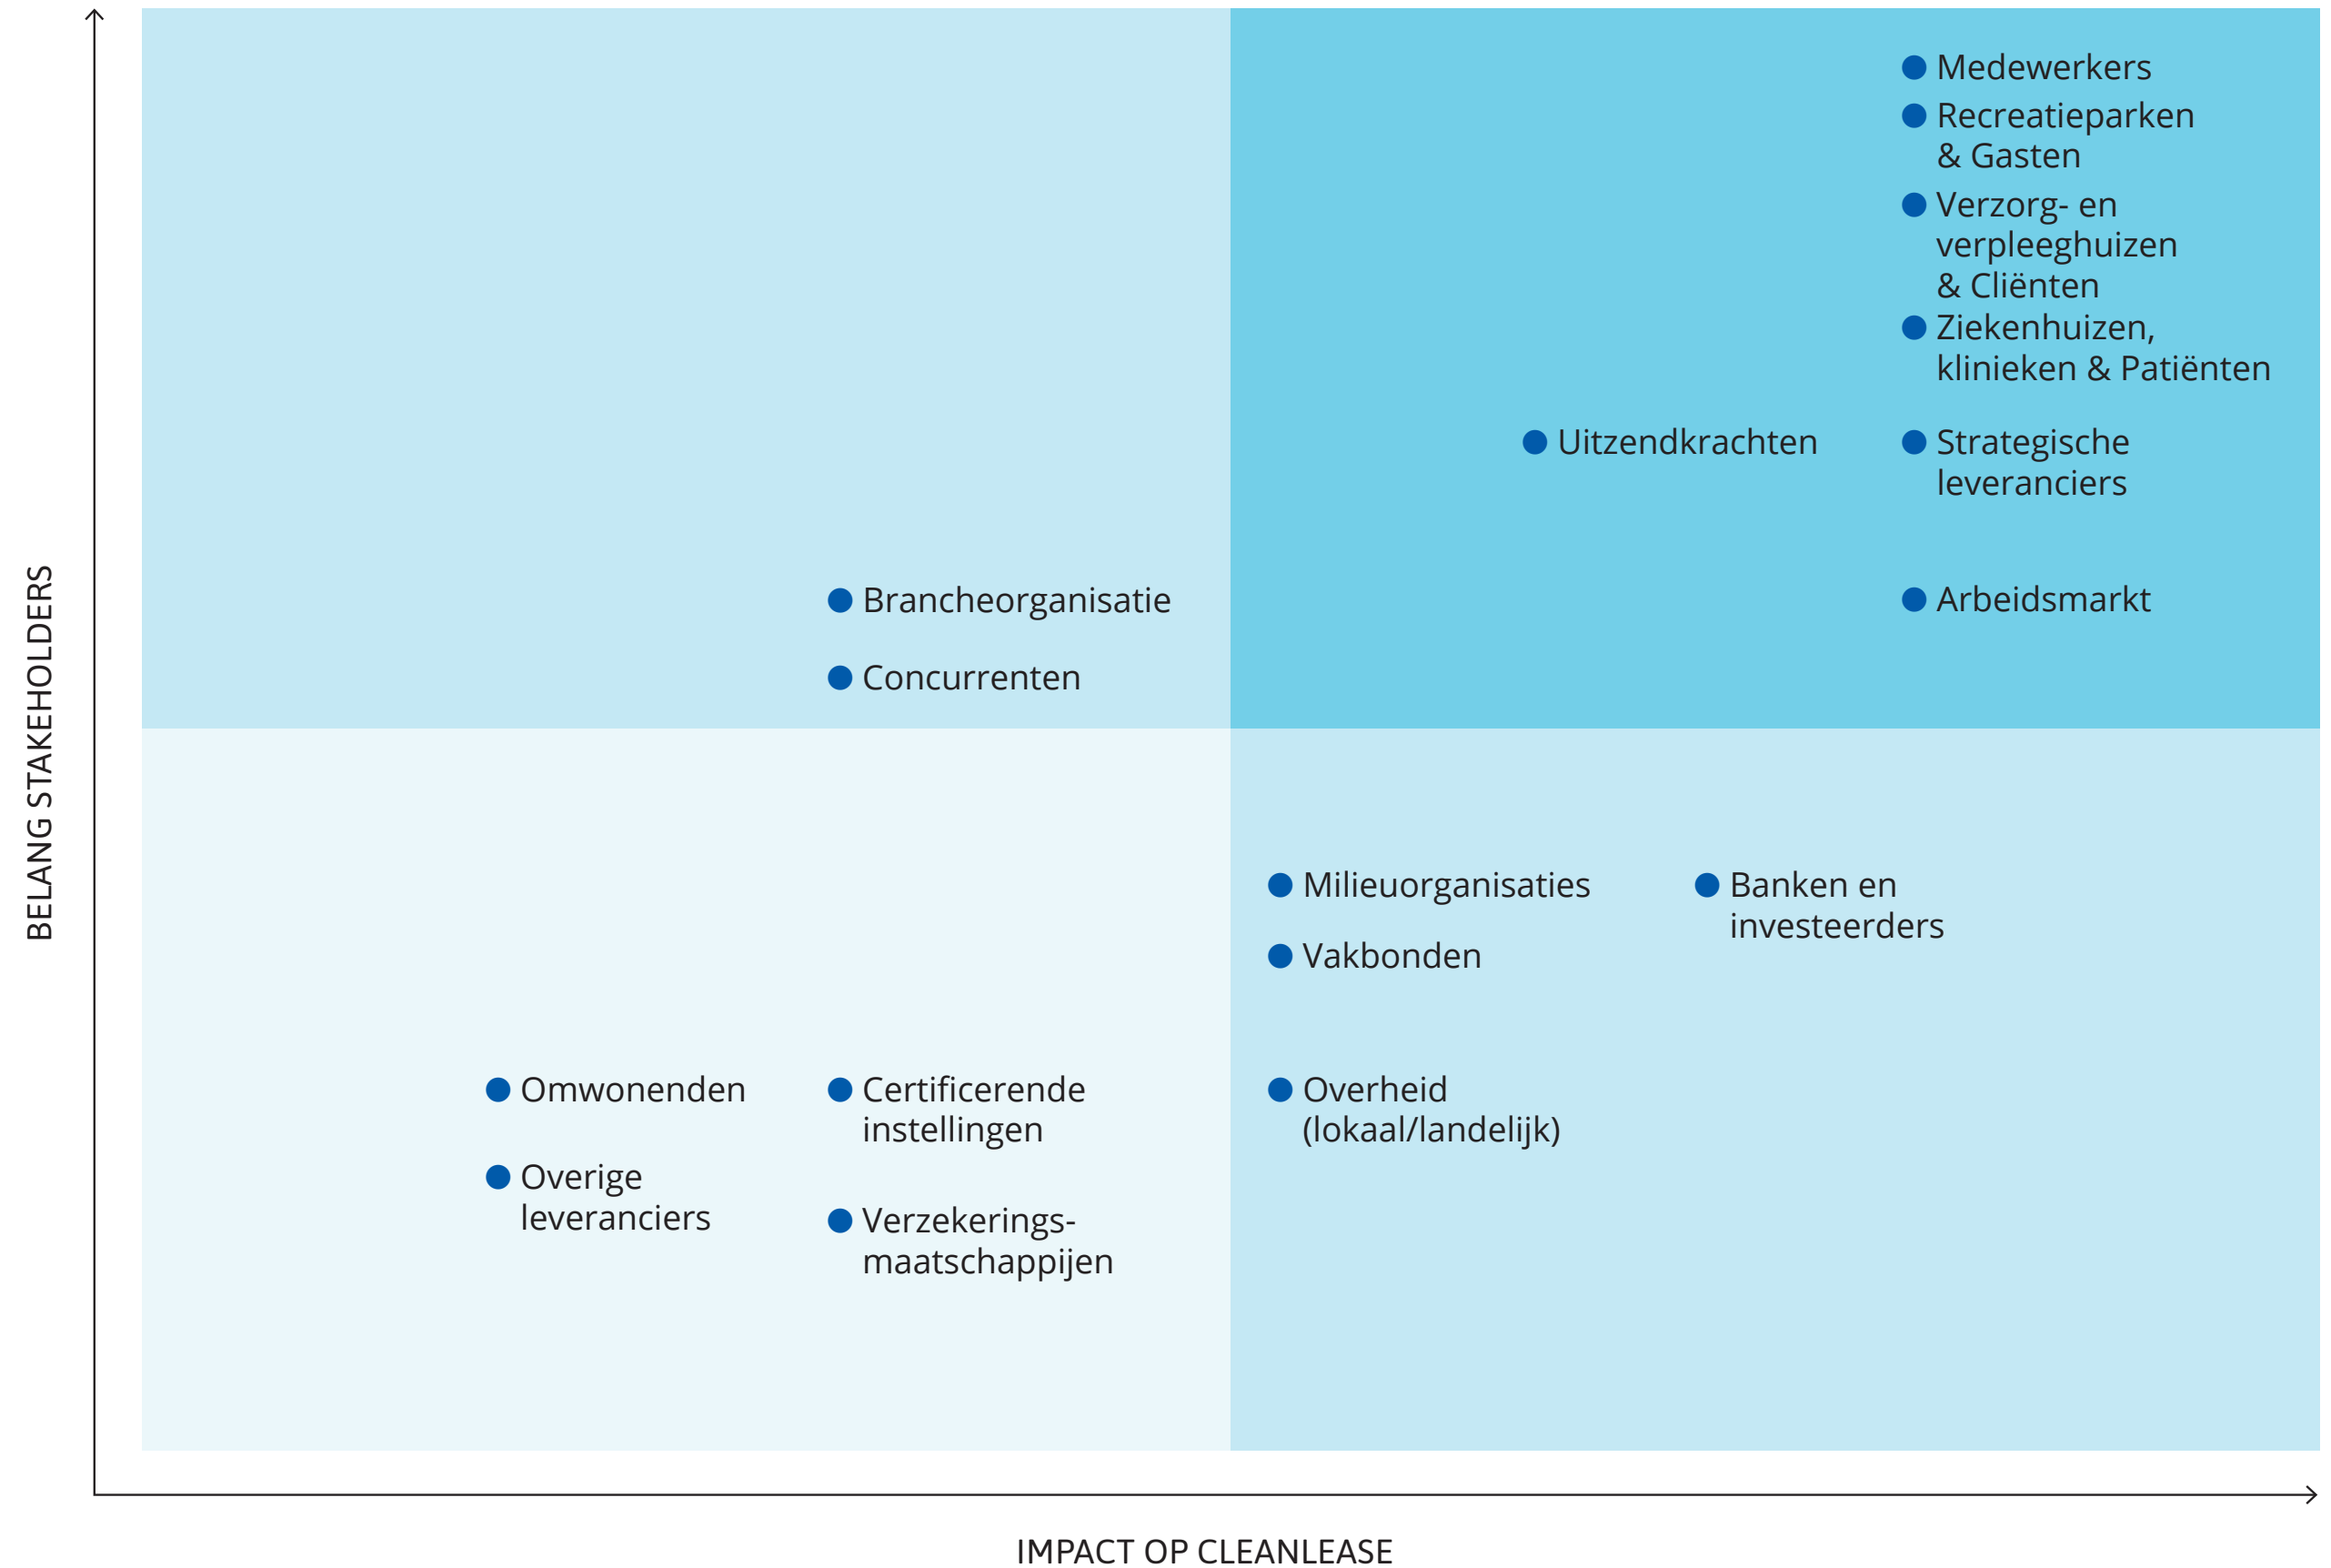 BELANG STAKEHOLDERS
Medewerkers
Recreatieparken
& Gasten
Verzorg- en
verpleeghuizen
& Cliënten
Ziekenhuizen,
klinieken & Patiënten
Uitzendkrachten
Strategische
leveranciers
Brancheorganisatie
Arbeidsmarkt
Concurrenten
Milieuorganisaties
Banken en
investeerders
Vakbonden
Omwonenden
Certificerende
instellingen
Overheid
(lokaal/landelijk)
Overige
leveranciers
Verzekerings-
maatschappijen
IMPACT OP CLEANLEASE